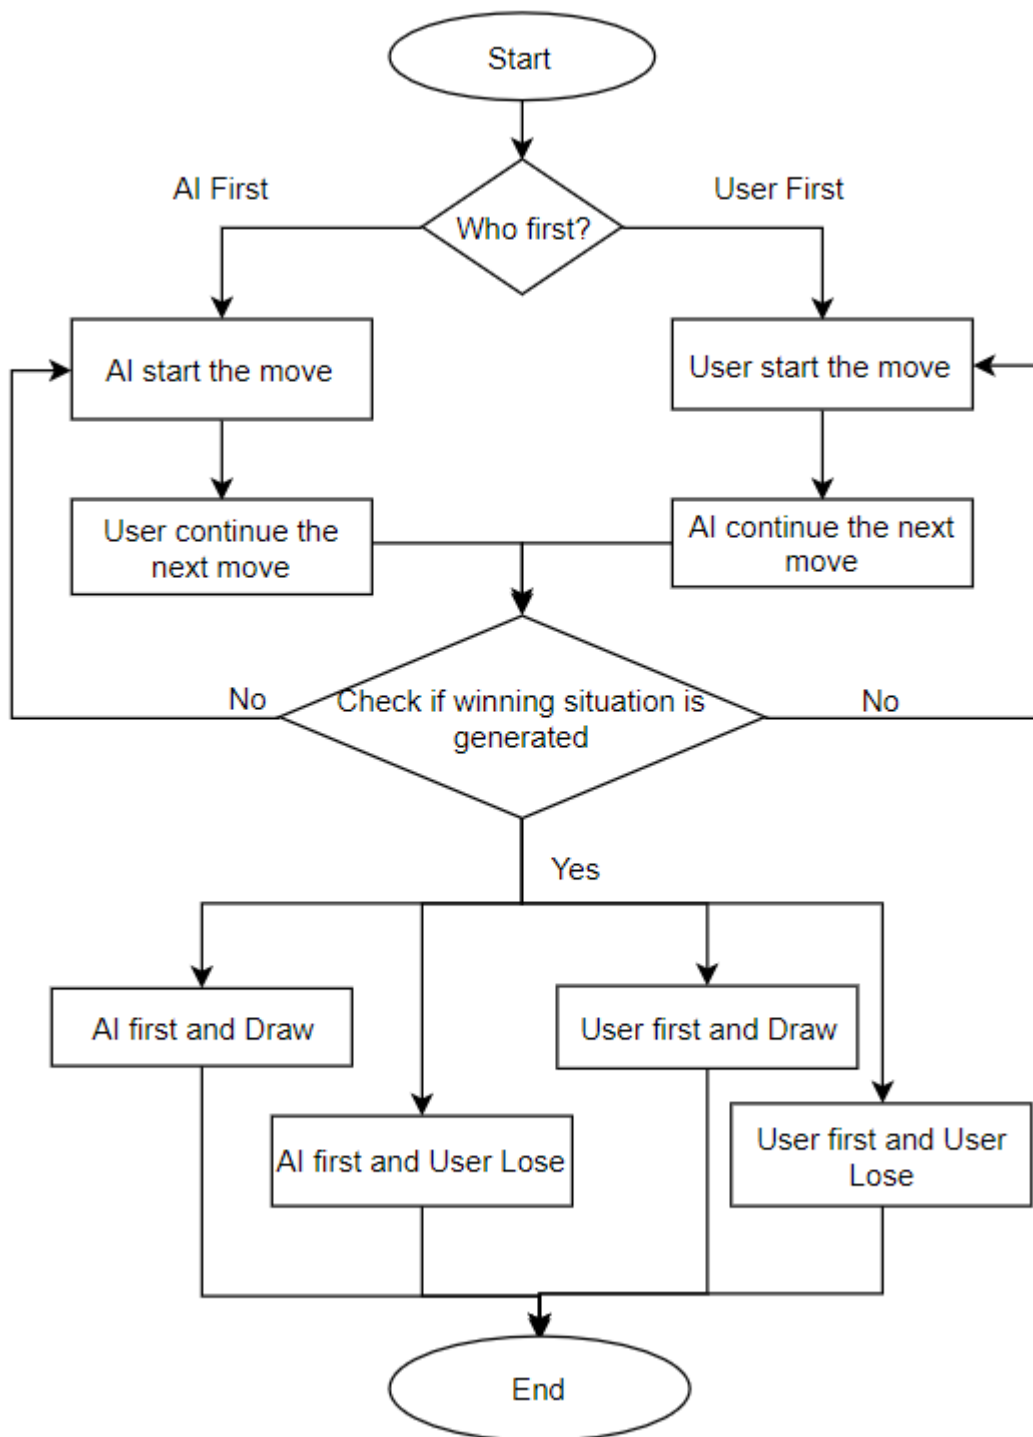 Start
AI First
User First
Who first?
AI start the move
User start the move
User continue the
next move
AI continue the next
move
No
Check if winning situation is
generated
No
Yes
AI first and Draw
User first and Draw
AI first and User Lose
User first and User
Lose
End